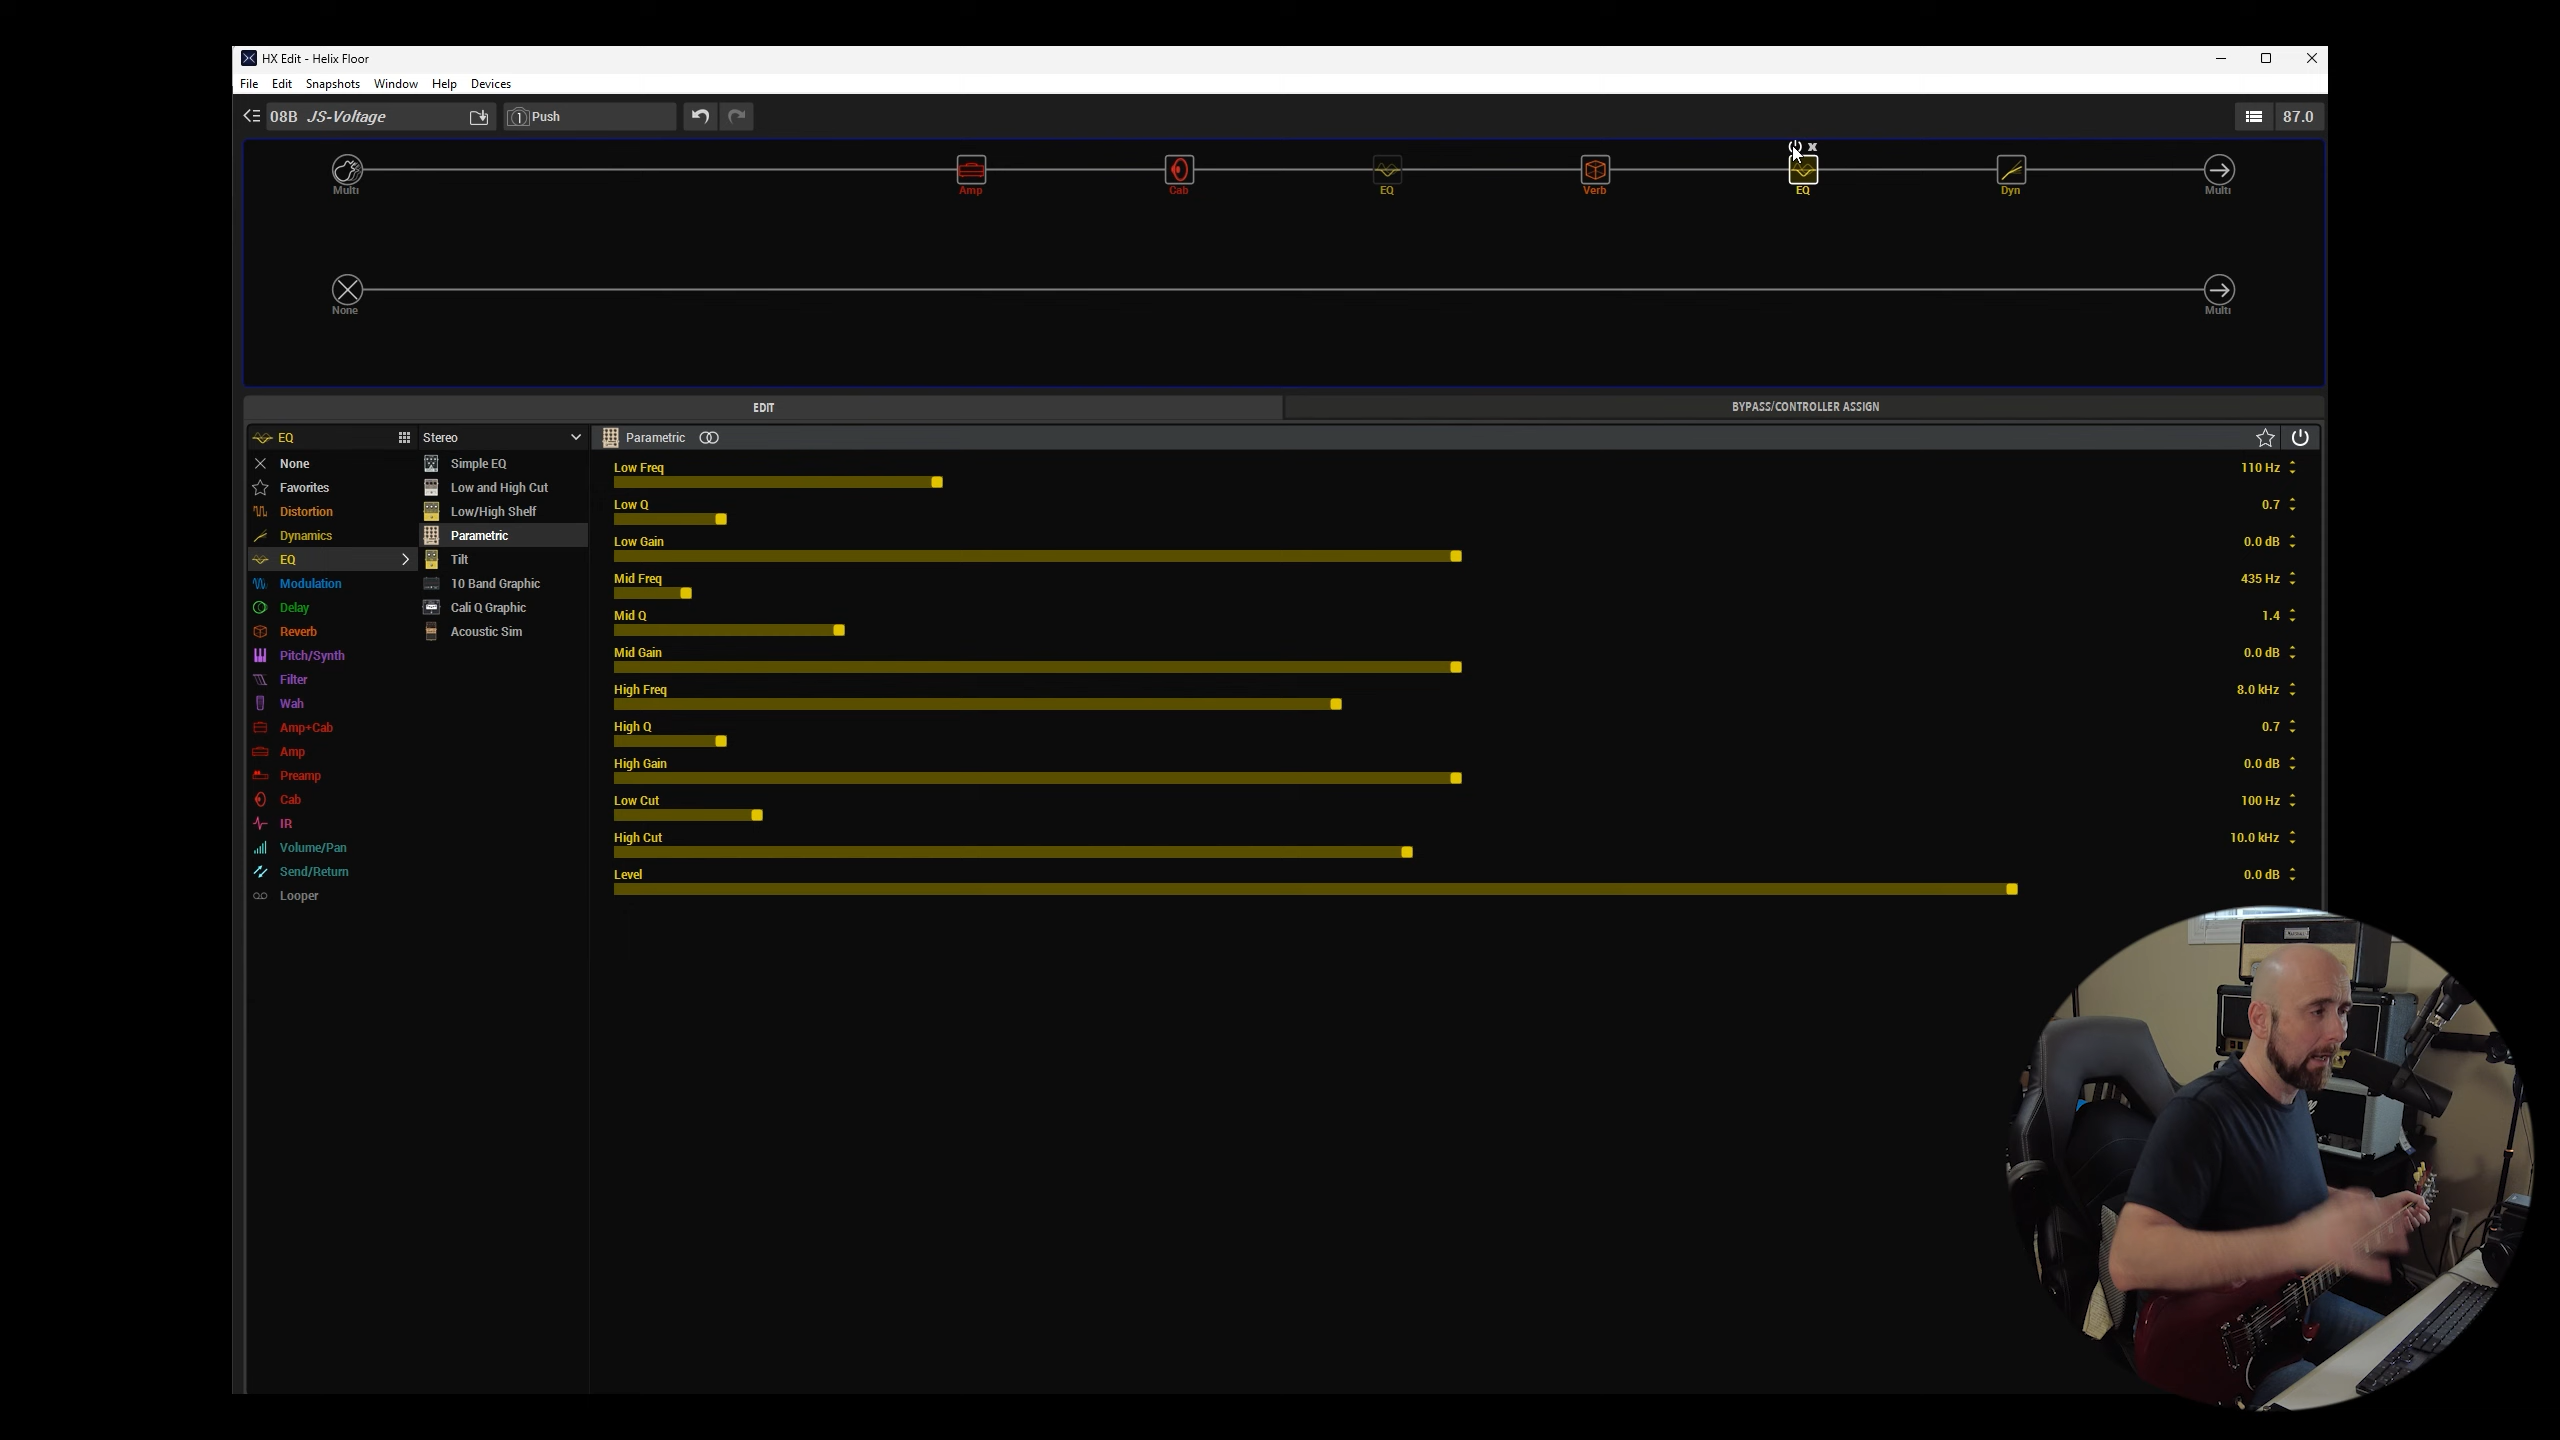 HX Edit - Helix Floor
File Edit Snapshots Window Help Devices
08B JS-Voltage 1 Push 87.0
x
Multi Amp Cab EQ Verb EQ Dyn Multi
None Multi
EDIT BYPASS/CONTROLLER ASSIGN
EQ Stereo Parametric
None
Favorites
Distortion
Dynamics
EQ
Modulation
Delay
Reverb
Pitch/Synth
Filter
Wah
Amp+Cab
Amp
Preamp
Cab
IR
Volume/Pan
Send/Return
Looper
Simple EQ
Low and High Cut
Low/High Shelf
Parametric
Tilt
10 Band Graphic
Cali Q Graphic
Acoustic Sim
Low Freq 110 Hz
Low Q 0.7
Low Gain 0.0 dB
Mid Freq 435 Hz
Mid Q 1.4
Mid Gain 0.0 dB
High Freq 8.0 kHz
High Q 0.7
High Gain 0.0 dB
Low Cut 100 Hz
High Cut 10.0 kHz
Level 0.0 dB